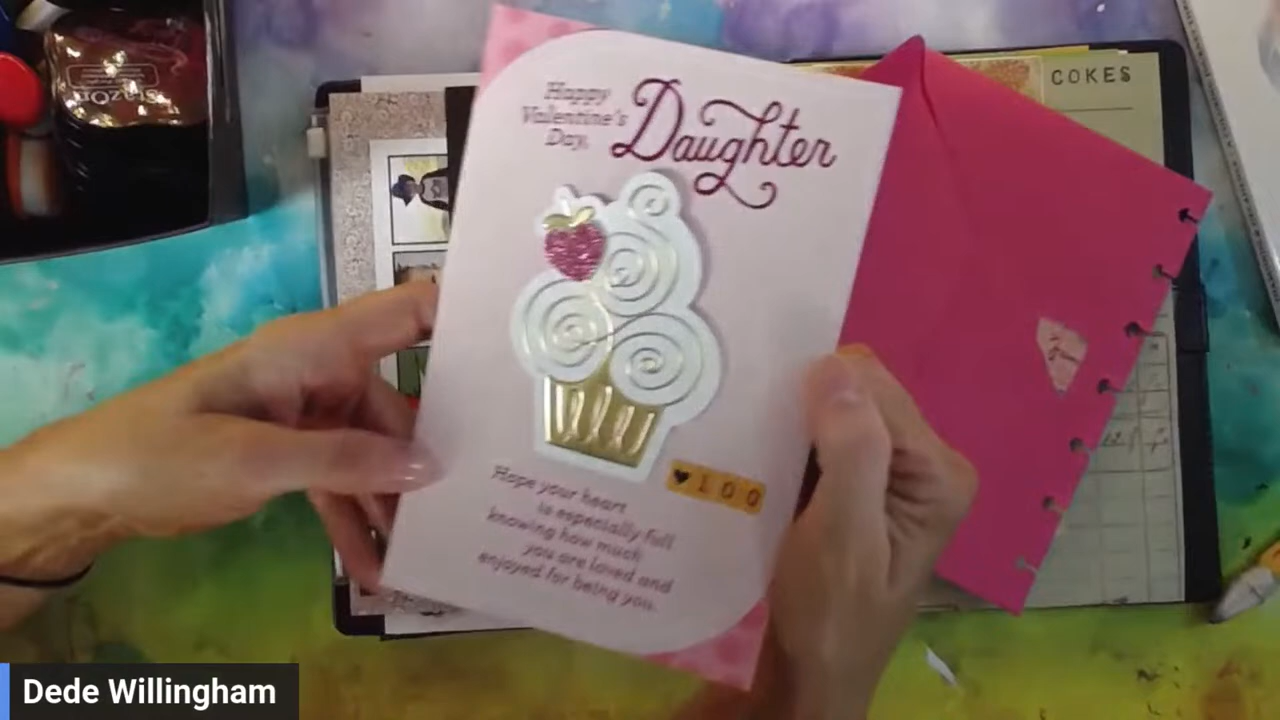 StazOn
COKES
Happy
Valentine's
Day,
Daughter
♥100
Hope your heart
is especially full
knowing how much
you are loved and
enjoyed for being you.
Dede Willingham